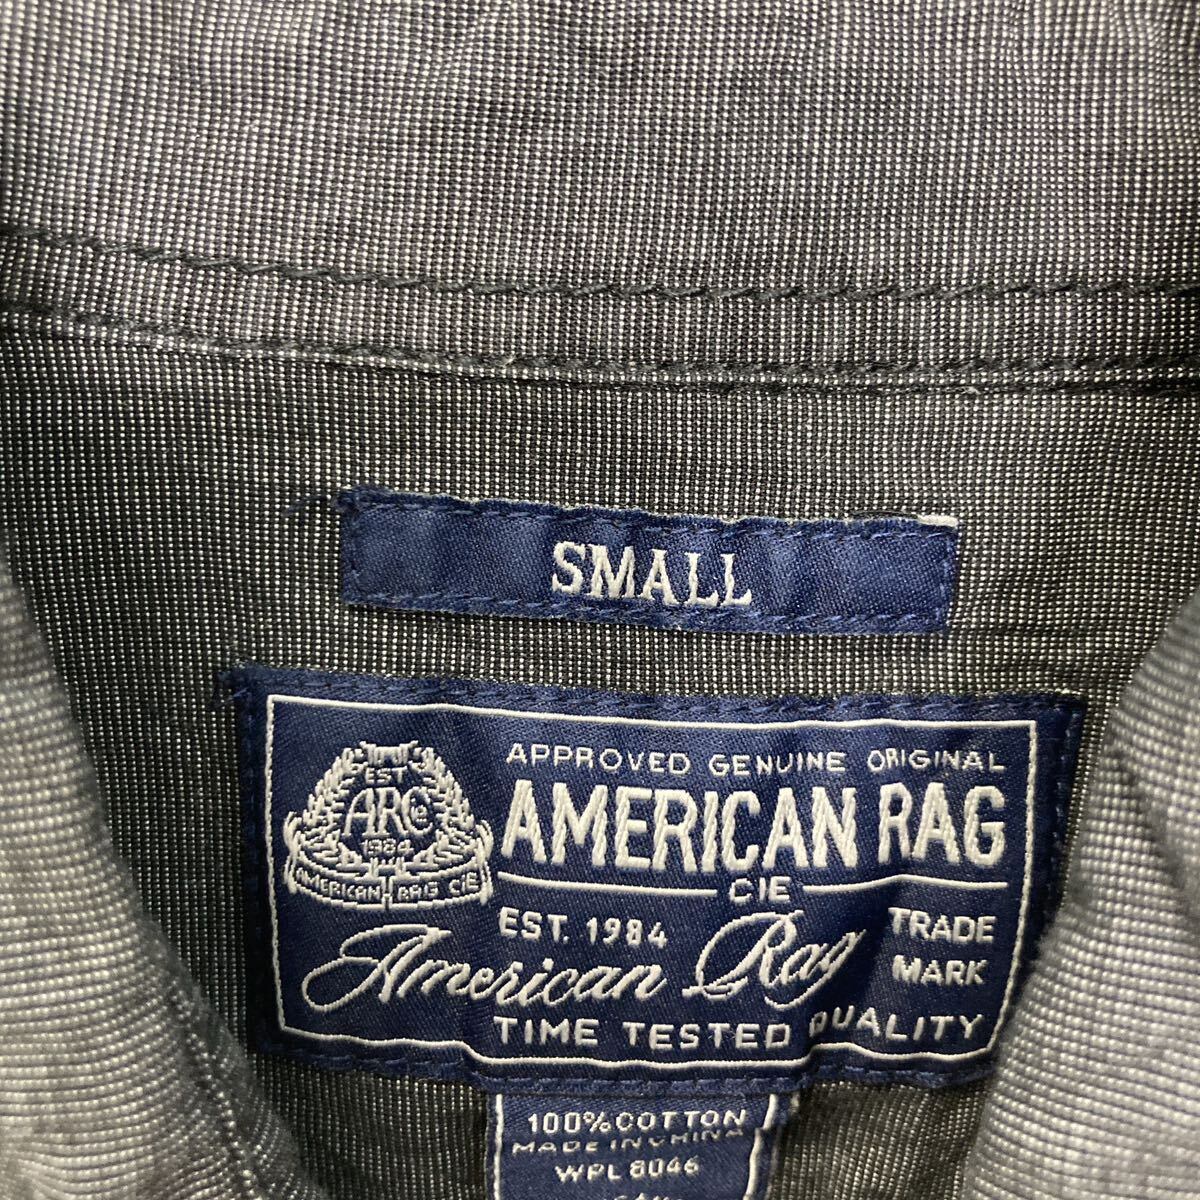 SMALL
APPROVED GENUINE ORIGINAL
AMERICAN RAG
CIE
EST
ARC
1984
AMERICAN RAG CIE
EST. 1984
TRADE
MARK
American Rag
TIME TESTED QUALITY
100%COTTON
MADE IN CHINA
WPL 8046